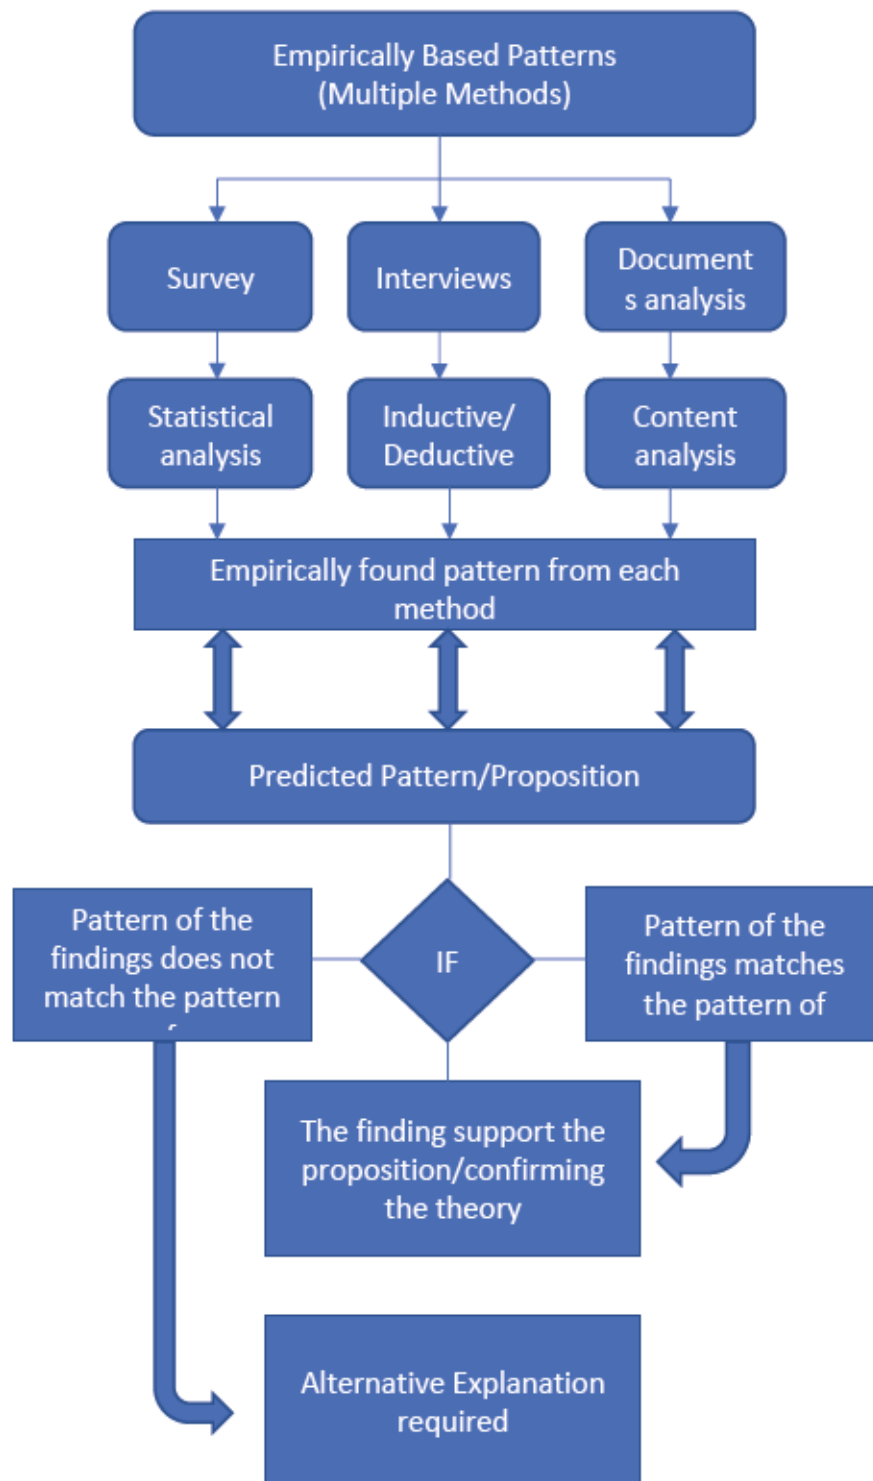 Empirically Based Patterns
(Multiple Methods)
Survey
Interviews
Document
s analysis
Statistical
analysis
Inductive/
Deductive
Content
analysis
Empirically found pattern from each
method
Predicted Pattern/Proposition
Pattern of the
findings does not
match the pattern
IF
Pattern of the
findings matches
the pattern of
The finding support the
proposition/confirming
the theory
Alternative Explanation
required